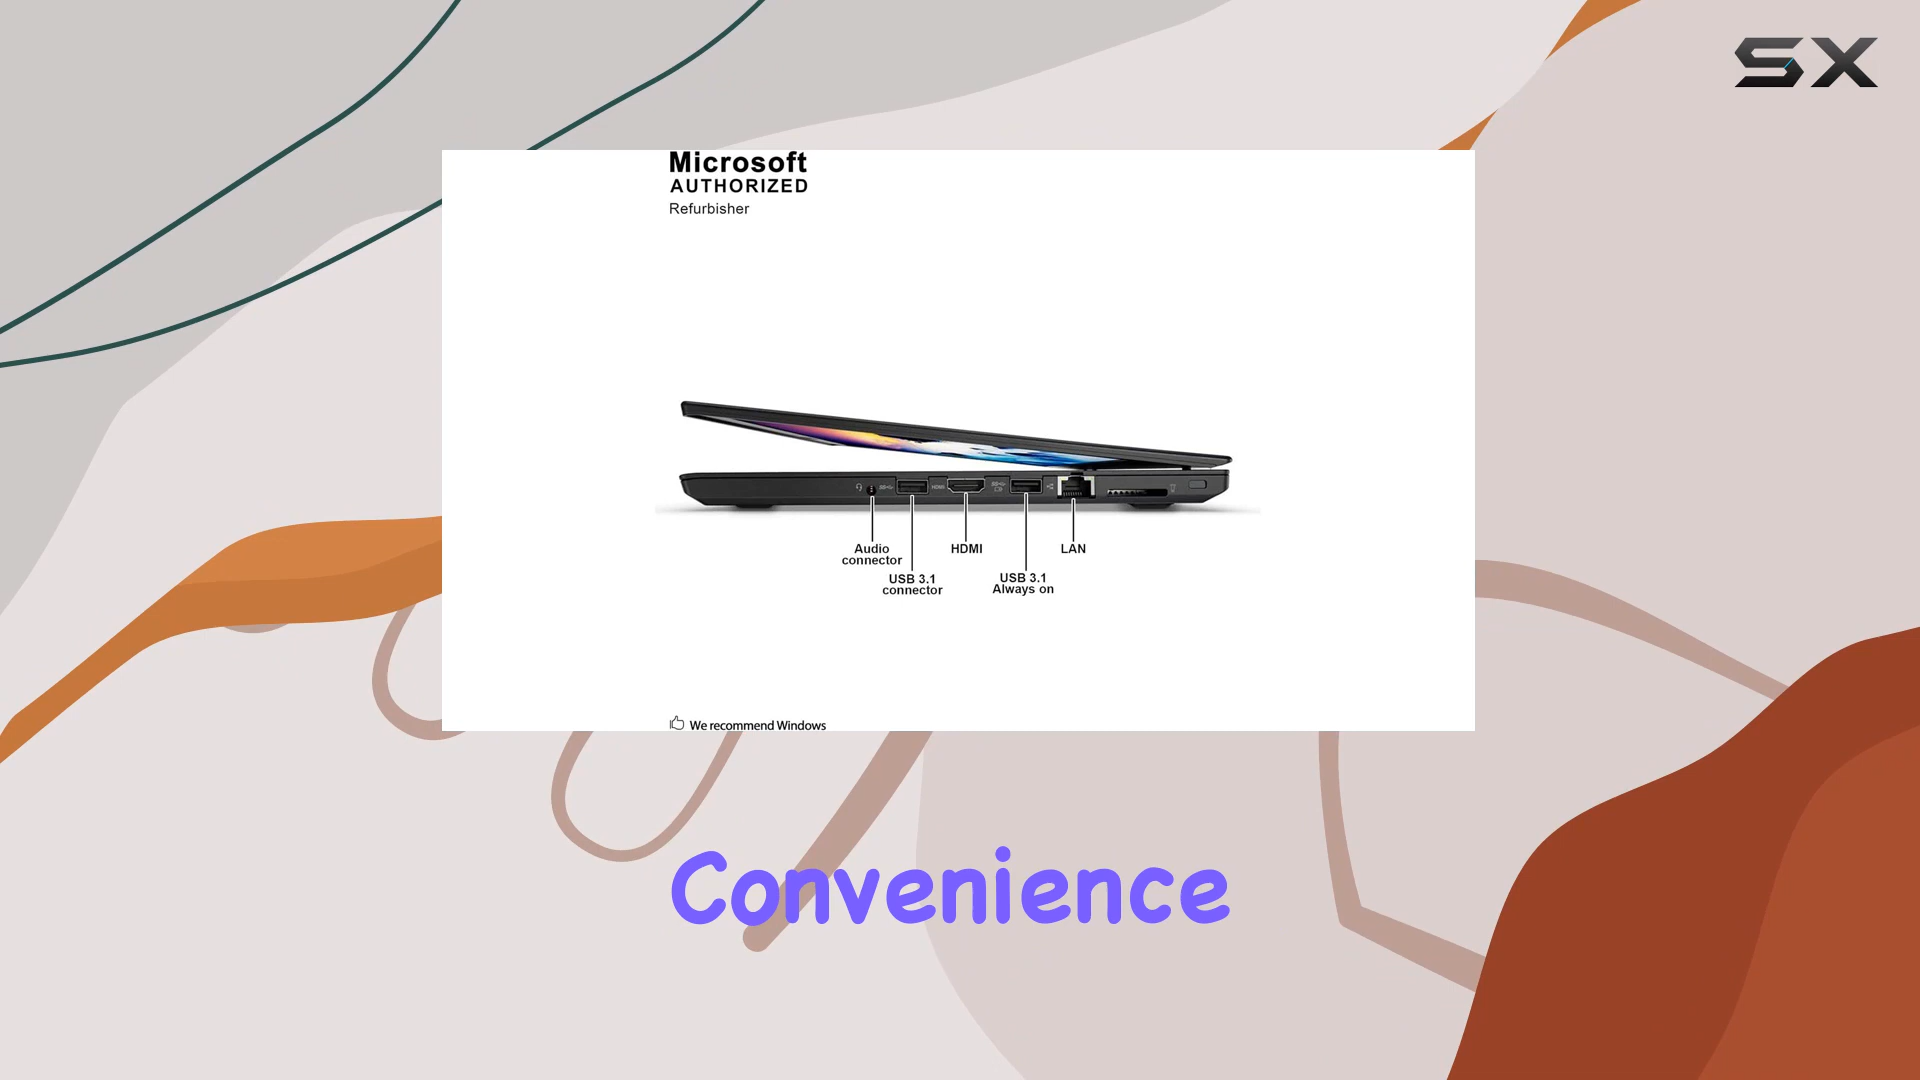 SX
Microsoft
AUTHORIZED
Refurbisher
Audio
connector
USB 3.1
connector
HDMI
USB 3.1
Always on
LAN
We recommend Windows
Convenience